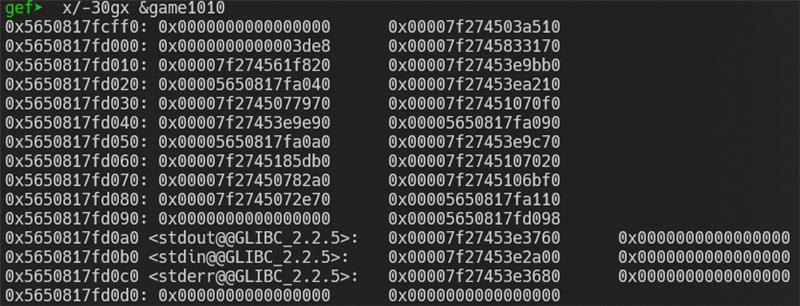 gef➤  x/-30gx &game1010
0x5650817fcff0: 0x0000000000000000 0x00007f274503a510
0x5650817fd000: 0x0000000000003de8 0x00007f2745833170
0x5650817fd010: 0x00007f274561f820 0x00007f27453e9bb0
0x5650817fd020: 0x00005650817fa040 0x00007f27453ea210
0x5650817fd030: 0x00007f2745077970 0x00007f27451070f0
0x5650817fd040: 0x00007f27453e9e90 0x00005650817fa090
0x5650817fd050: 0x00005650817fa0a0 0x00007f27453e9c70
0x5650817fd060: 0x00007f2745185db0 0x00007f2745107020
0x5650817fd070: 0x00007f27450782a0 0x00007f2745106bf0
0x5650817fd080: 0x00007f2745072e70 0x00005650817fa110
0x5650817fd090: 0x0000000000000000 0x00005650817fd098
0x5650817fd0a0 <stdout@@GLIBC_2.2.5>: 0x00007f27453e3760 0x0000000000000000
0x5650817fd0b0 <stdin@@GLIBC_2.2.5>: 0x00007f27453e2a00 0x0000000000000000
0x5650817fd0c0 <stderr@@GLIBC_2.2.5>: 0x00007f27453e3680 0x0000000000000000
0x5650817fd0d0: 0x0000000000000000 0x0000000000000000